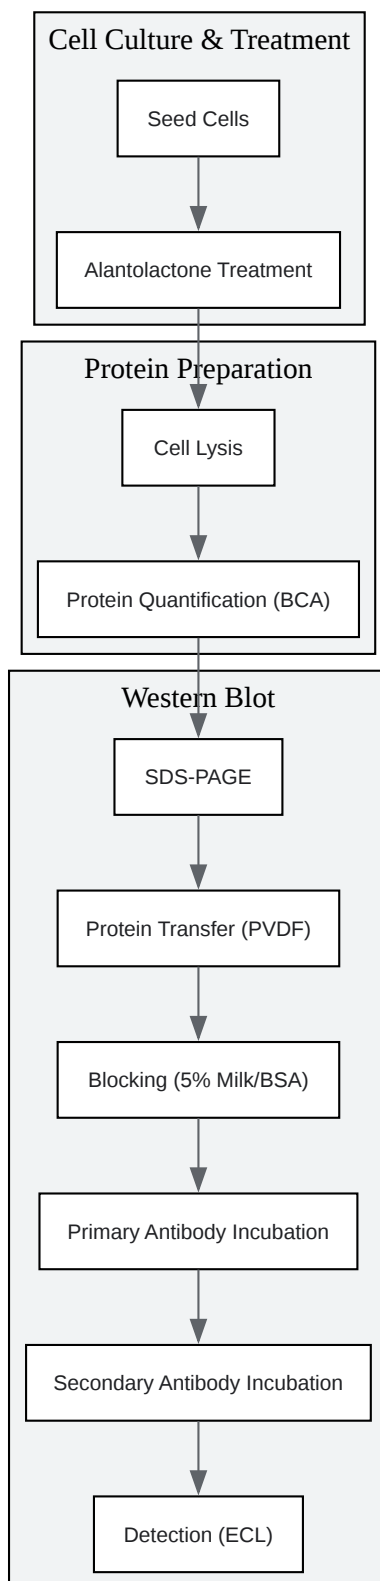 Cell Culture & Treatment
Seed Cells
Alantolactone Treatment
Protein Preparation
Cell Lysis
Protein Quantification (BCA)
Western Blot
SDS-PAGE
Protein Transfer (PVDF)
Blocking (5% Milk/BSA)
Primary Antibody Incubation
Secondary Antibody Incubation
Detection (ECL)